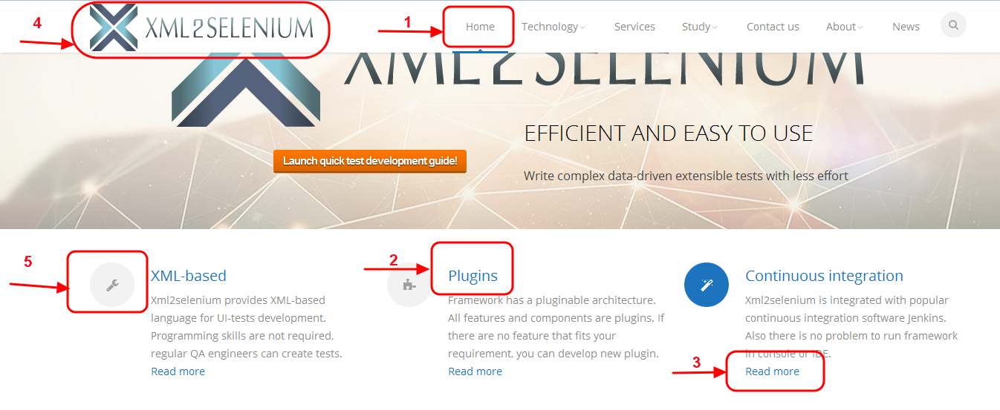 4
XML2SELENIUM
1
Home
Technology
Services
Study
Contact us
About
News
XML2SELENIUM
EFFICIENT AND EASY TO USE
Launch quick test development guide!
Write complex data-driven extensible tests with less effort
5
XML-based
Xml2selenium provides XML-based
language for UI-tests development.
Programming skills are not required,
regular QA engineers can create tests.
Read more
2
Plugins
Framework has a pluginable architecture.
All features and components are plugins. If
there are no feature that fits your
requirement, you can develop new plugin.
Read more
Continuous integration
Xml2selenium is integrated with popular
continuous integration software Jenkins.
Also there is no problem to run framework
in console or IDE.
3
Read more